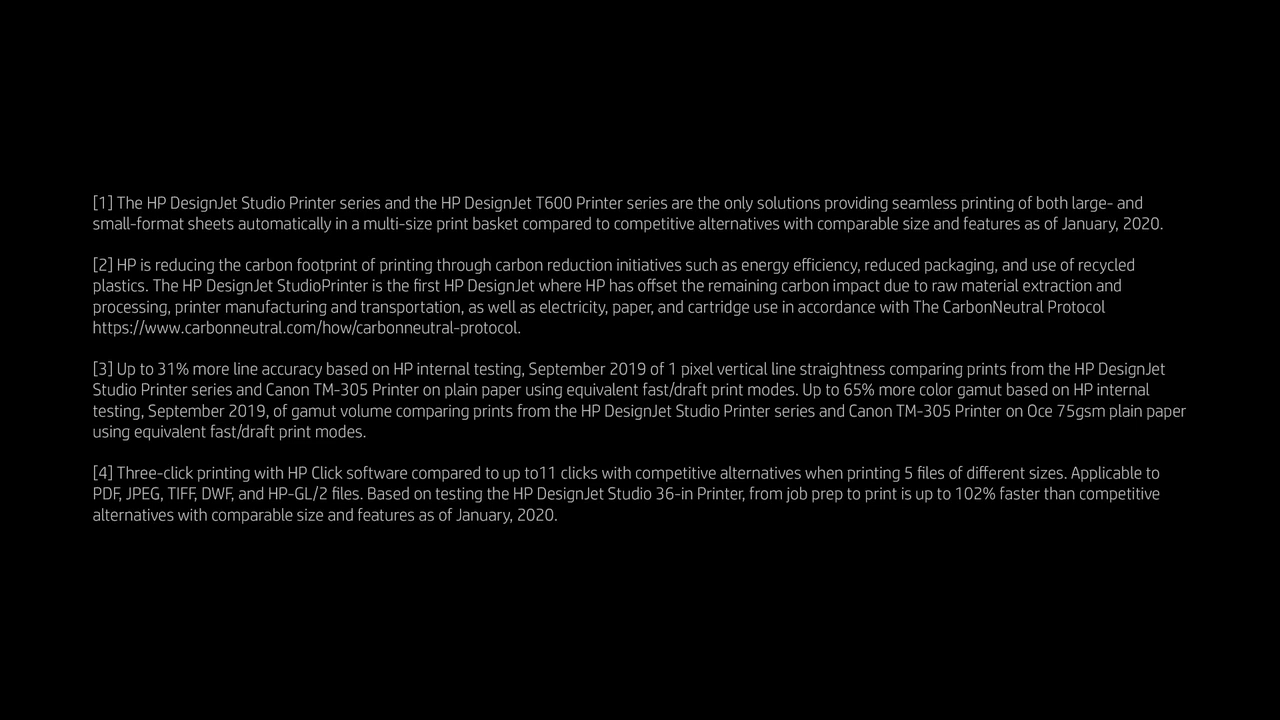 [1] The HP DesignJet Studio Printer series and the HP DesignJet T600 Printer series are the only solutions providing seamless printing of both large- and
small-format sheets automatically in a multi-size print basket compared to competitive alternatives with comparable size and features as of January, 2020.
[2] HP is reducing the carbon footprint of printing through carbon reduction initiatives such as energy efficiency, reduced packaging, and use of recycled
plastics. The HP DesignJet StudioPrinter is the first HP DesignJet where HP has offset the remaining carbon impact due to raw material extraction and
processing, printer manufacturing and transportation, as well as electricity, paper, and cartridge use in accordance with The CarbonNeutral Protocol
https://www.carbonneutral.com/how/carbonneutral-protocol.
[3] Up to 31% more line accuracy based on HP internal testing, September 2019 of 1 pixel vertical line straightness comparing prints from the HP DesignJet
Studio Printer series and Canon TM-305 Printer on plain paper using equivalent fast/draft print modes. Up to 65% more color gamut based on HP internal
testing, September 2019, of gamut volume comparing prints from the HP DesignJet Studio Printer series and Canon TM-305 Printer on Oce 75gsm plain paper
using equivalent fast/draft print modes.
[4] Three-click printing with HP Click software compared to up to11 clicks with competitive alternatives when printing 5 files of different sizes. Applicable to
PDF, JPEG, TIFF, DWF, and HP-GL/2 files. Based on testing the HP DesignJet Studio 36-in Printer, from job prep to print is up to 102% faster than competitive
alternatives with comparable size and features as of January, 2020.